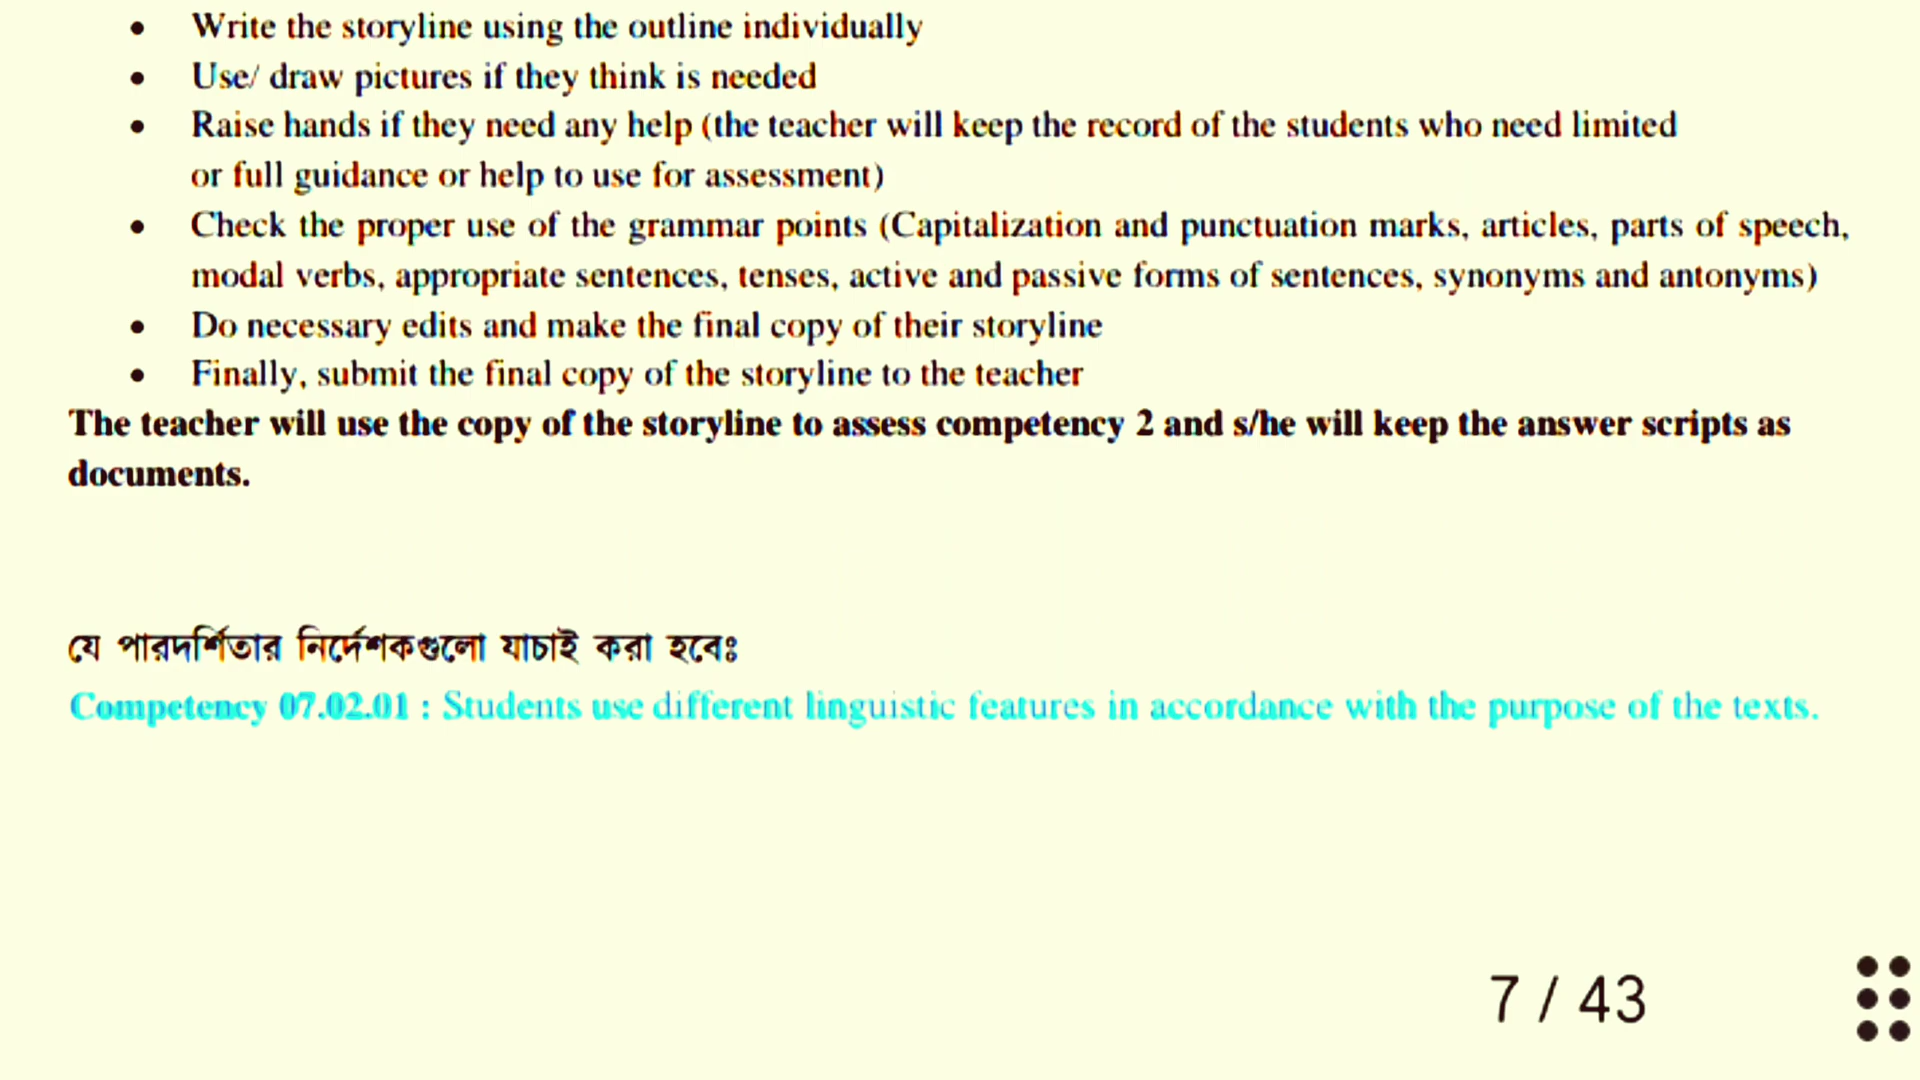 • Write the storyline using the outline individually
• Use/ draw pictures if they think is needed
• Raise hands if they need any help (the teacher will keep the record of the students who need limited
or full guidance or help to use for assessment)
• Check the proper use of the grammar points (Capitalization and punctuation marks, articles, parts of speech,
modal verbs, appropriate sentences, tenses, active and passive forms of sentences, synonyms and antonyms)
• Do necessary edits and make the final copy of their storyline
• Finally, submit the final copy of the storyline to the teacher
The teacher will use the copy of the storyline to assess competency 2 and s/he will keep the answer scripts as
documents.
যে পারদর্শিতার নির্দেশকগুলো যাচাই করা হবেঃ
Competency 07.02.01 : Students use different linguistic features in accordance with the purpose of the texts.
7 / 43